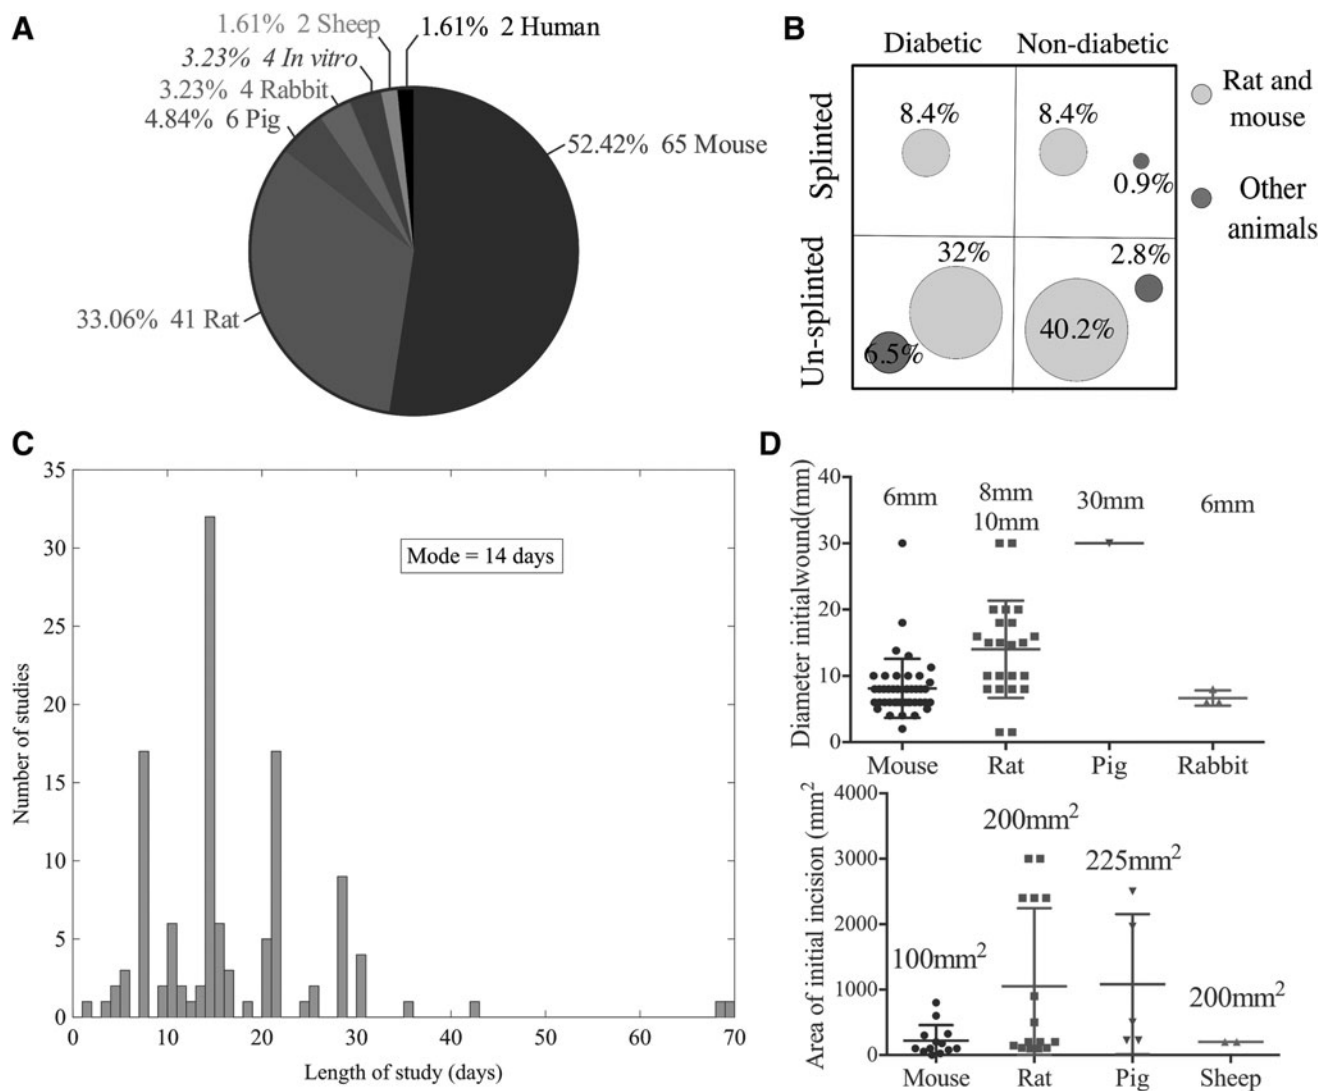 A
1.61% 2 Sheep
1.61% 2 Human
3.23% 4 In vitro
3.23% 4 Rabbit
4.84% 6 Pig
52.42% 65 Mouse
33.06% 41 Rat
B
Diabetic Non-diabetic
Splinted
Un-splinted
8.4%
8.4%
0.9%
32%
2.8%
6.5%
40.2%
Rat and
mouse
Other
animals
C
Number of studies
35
30
25
20
15
10
5
0
Mode = 14 days
0 10 20 30 40 50 60 70
Length of study (days)
D
Diameter initialwound(mm)
40
30
20
10
0
6mm
8mm
10mm
30mm
6mm
Mouse Rat Pig Rabbit
Area of initial incision (mm²
4000
3000
2000
1000
0
100mm²
200mm²
225mm²
200mm²
Mouse Rat Pig Sheep